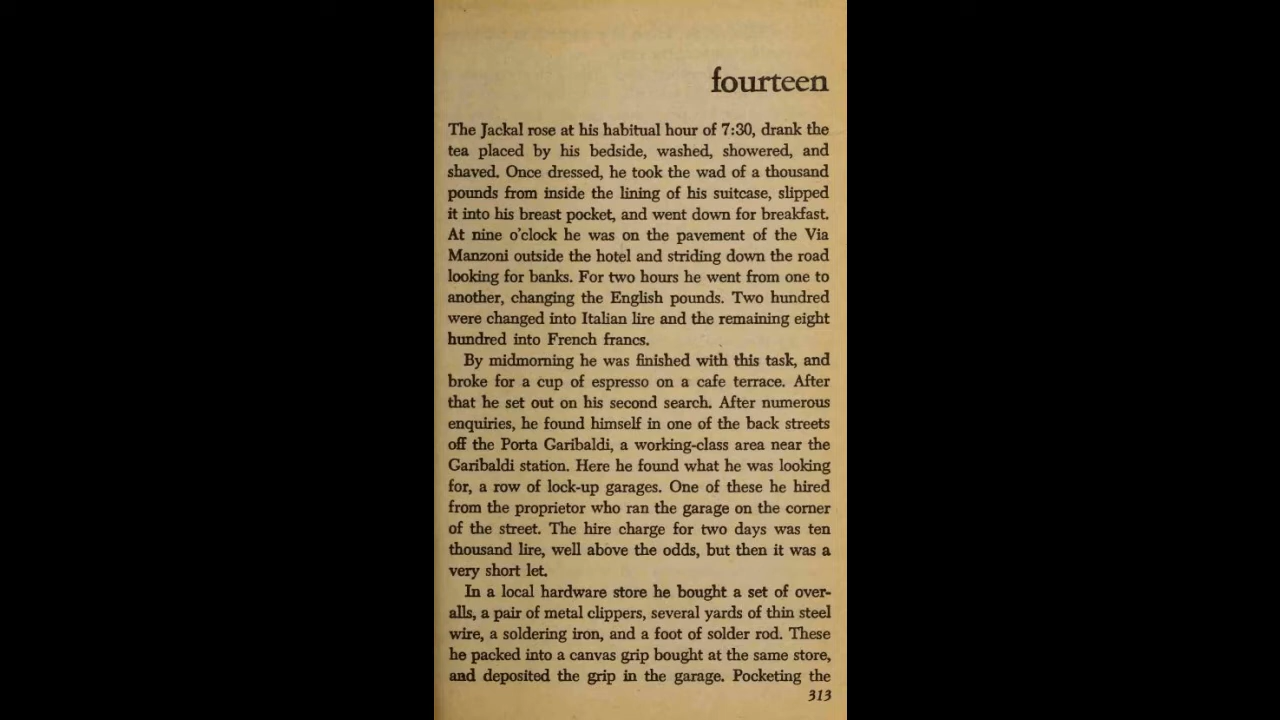 fourteen
The Jackal rose at his habitual hour of 7:30, drank the
tea placed by his bedside, washed, showered, and
shaved. Once dressed, he took the wad of a thousand
pounds from inside the lining of his suitcase, slipped
it into his breast pocket, and went down for breakfast.
At nine o'clock he was on the pavement of the Via
Manzoni outside the hotel and striding down the road
looking for banks. For two hours he went from one to
another, changing the English pounds. Two hundred
were changed into Italian lire and the remaining eight
hundred into French francs.
By midmorning he was finished with this task, and
broke for a cup of espresso on a cafe terrace. After
that he set out on his second search. After numerous
enquiries, he found himself in one of the back streets
off the Porta Garibaldi, a working-class area near the
Garibaldi station. Here he found what he was looking
for, a row of lock-up garages. One of these he hired
from the proprietor who ran the garage on the corner
of the street. The hire charge for two days was ten
thousand lire, well above the odds, but then it was a
very short let.
In a local hardware store he bought a set of over-
alls, a pair of metal clippers, several yards of thin steel
wire, a soldering iron, and a foot of solder rod. These
he packed into a canvas grip bought at the same store,
and deposited the grip in the garage. Pocketing the
313